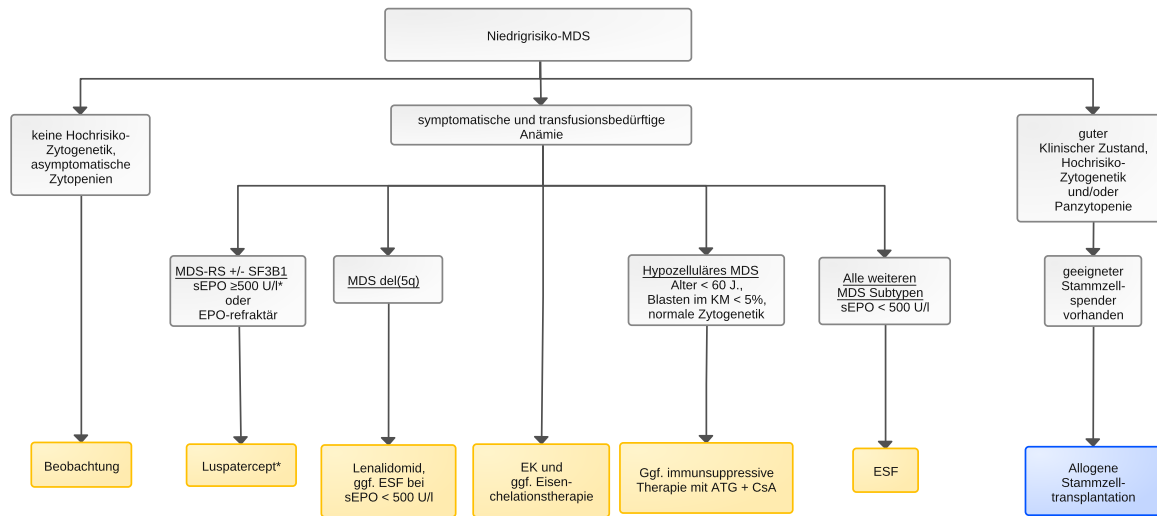 Niedrigrisiko-MDS
keine Hochrisiko-
Zytogenetik,
asymptomatische
Zytopenien
symptomatische und transfusionsbedürftige
Anämie
guter
Klinischer Zustand,
Hochrisiko-
Zytogenetik
und/oder
Panzytopenie
MDS-RS +/- SF3B1
sEPO ≥500 U/l*
oder
EPO-refraktär
MDS del(5q)
Hypozelluläres MDS
Alter < 60 J.,
Blasten im KM < 5%,
normale Zytogenetik
Alle weiteren
MDS Subtypen
sEPO < 500 U/l
geeigneter
Stammzell-
spender
vorhanden
Beobachtung
Luspatercept*
Lenalidomid,
ggf. ESF bei
sEPO < 500 U/l
EK und
ggf. Eisen-
chelationstherapie
Ggf. immunsuppressive
Therapie mit ATG + CsA
ESF
Allogene
Stammzell-
transplantation